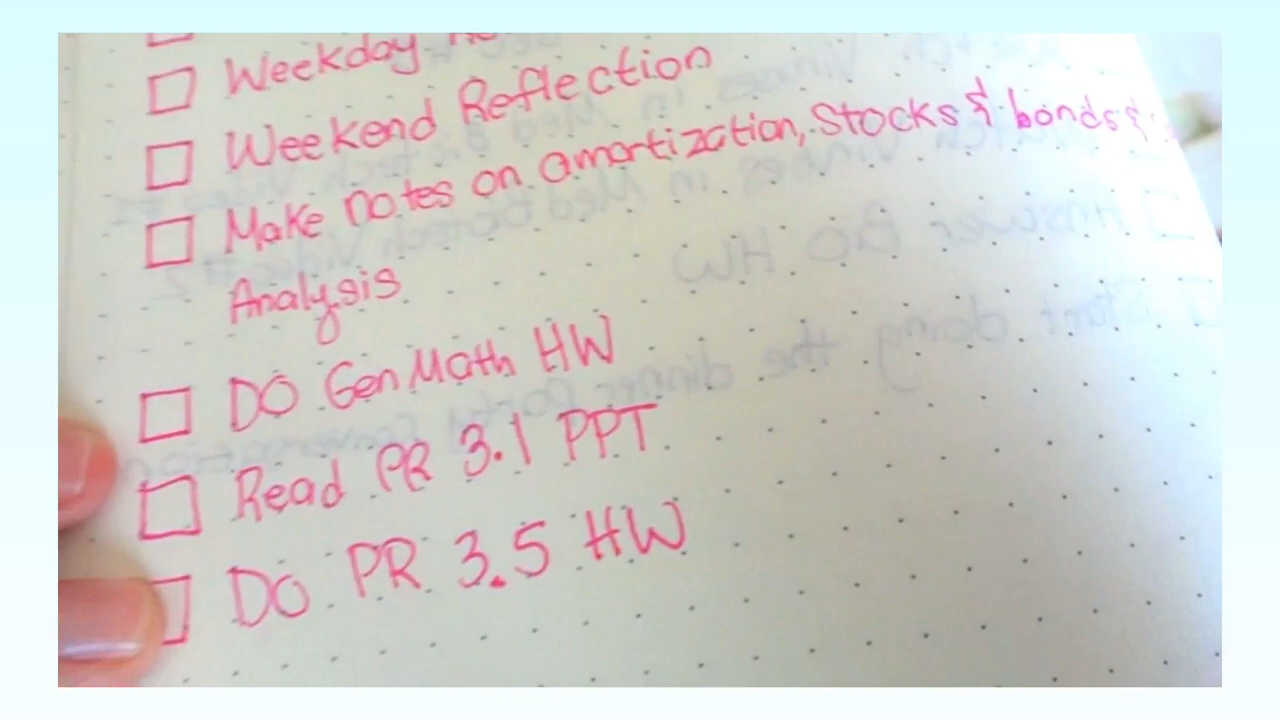 Weekday
Weekend Reflection
Make notes on amortization, Stocks & bonds &
Analysis
DO Gen Math HW
Read PR 3.1 PPT
Do PR 3.5 HW